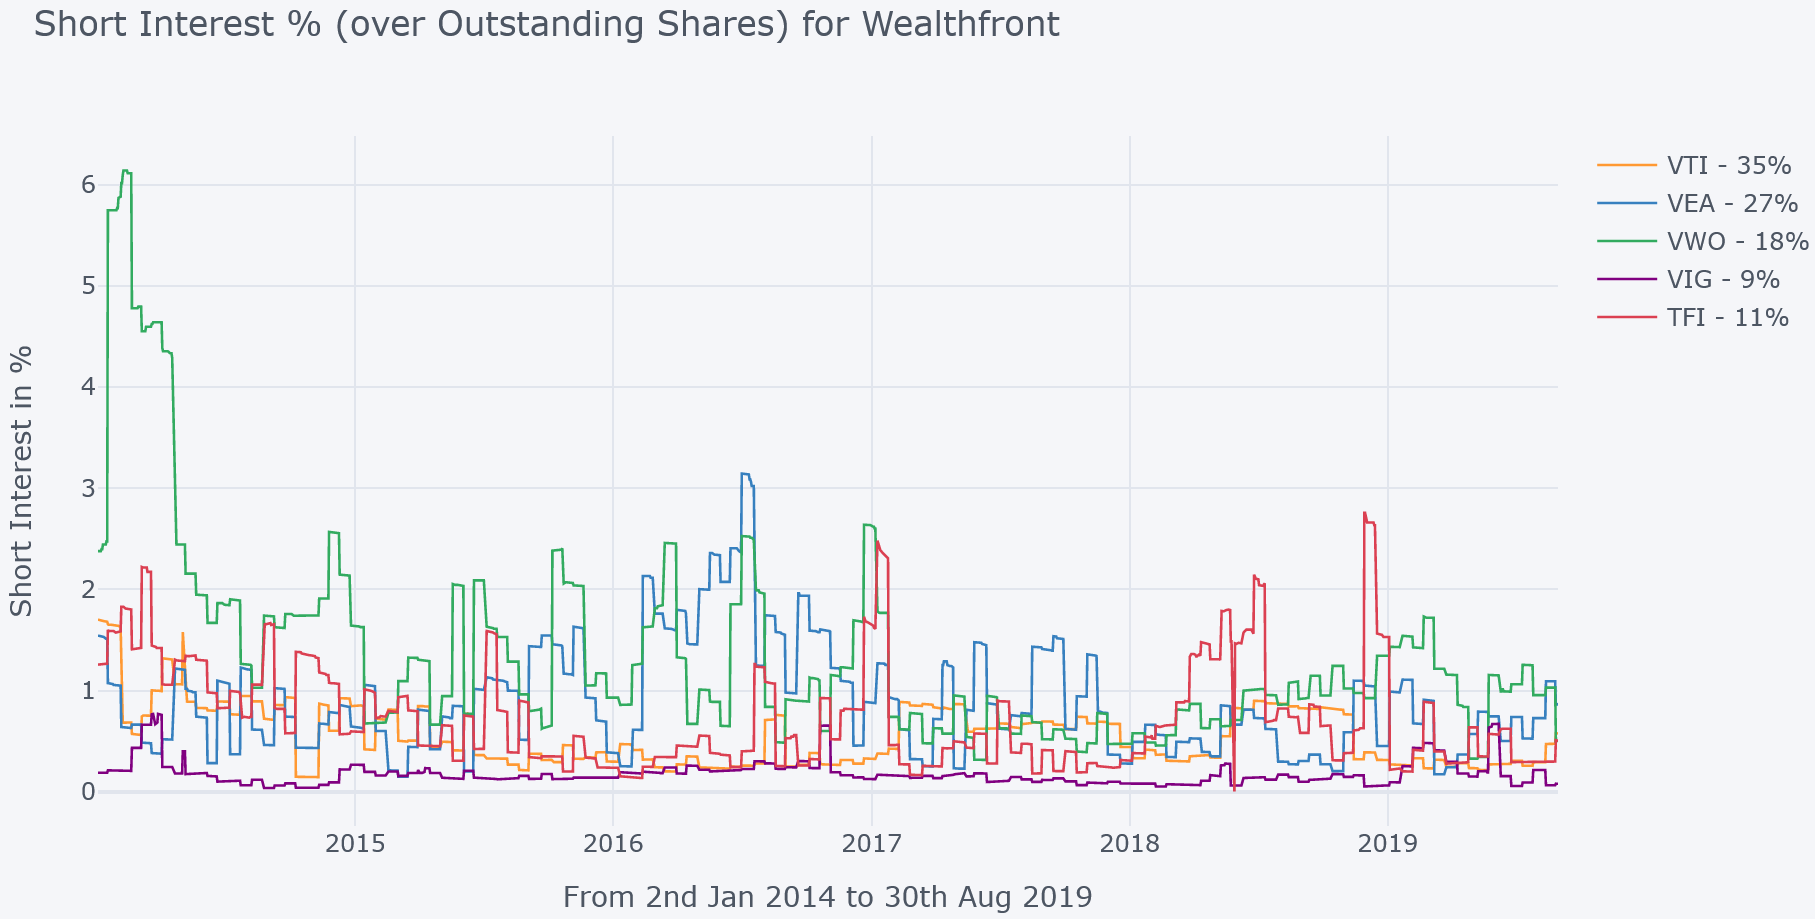 Short Interest % (over Outstanding Shares) for Wealthfront
VTI - 35%
VEA - 27%
VWO - 18%
VIG - 9%
TFI - 11%
Short Interest in %
6
5
4
3
2
1
0
2015
2016
2017
2018
2019
From 2nd Jan 2014 to 30th Aug 2019